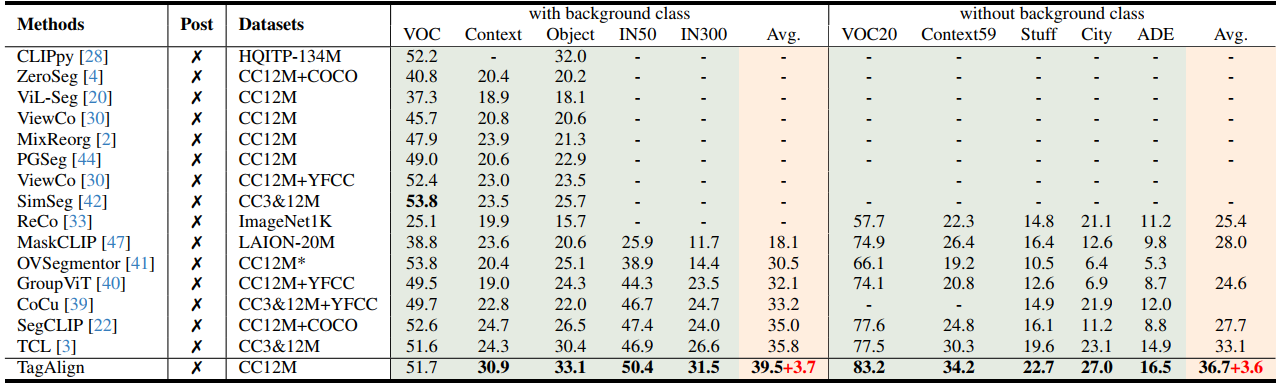 Methods Post Datasets with background class without background class
VOC Context Object IN50 IN300 Avg. VOC20 Context59 Stuff City ADE Avg.
CLIPpy [28] ✗ HQITP-134M 52.2 - 32.0 - - - - - - - - -
ZeroSeg [4] ✗ CC12M+COCO 40.8 20.4 20.2 - - - - - - - - -
ViL-Seg [20] ✗ CC12M 37.3 18.9 18.1 - - - - - - - - -
ViewCo [30] ✗ CC12M 45.7 20.8 20.6 - - - - - - - - -
MixReorg [2] ✗ CC12M 47.9 23.9 21.3 - - - - - - - - -
PGSeg [44] ✗ CC12M 49.0 20.6 22.9 - - - - - - - - -
ViewCo [30] ✗ CC12M+YFCC 52.4 23.0 23.5 - - - - - - - - -
SimSeg [42] ✗ CC3&12M 53.8 23.5 25.7 - - - - - - - - -
ReCo [33] ✗ ImageNet1K 25.1 19.9 15.7 - - - 57.7 22.3 14.8 21.1 11.2 25.4
MaskCLIP [47] ✗ LAION-20M 38.8 23.6 20.6 25.9 11.7 18.1 74.9 26.4 16.4 12.6 9.8 28.0
OVSegmentor [41] ✗ CC12M* 53.8 20.4 25.1 38.9 14.4 30.5 66.1 19.2 10.5 6.4 5.3
GroupViT [40] ✗ CC12M+YFCC 49.5 19.0 24.3 44.3 23.5 32.1 74.1 20.8 12.6 6.9 8.7 24.6
CoCu [39] ✗ CC3&12M+YFCC 49.7 22.8 22.0 46.7 24.7 33.2 - - 14.9 21.9 12.0
SegCLIP [22] ✗ CC12M+COCO 52.6 24.7 26.5 47.4 24.0 35.0 77.6 24.8 16.1 11.2 8.8 27.7
TCL [3] ✗ CC3&12M 51.6 24.3 30.4 46.9 26.6 35.8 77.5 30.3 19.6 23.1 14.9 33.1
TagAlign ✗ CC12M 51.7 30.9 33.1 50.4 31.5 39.5+3.7 83.2 34.2 22.7 27.0 16.5 36.7+3.6